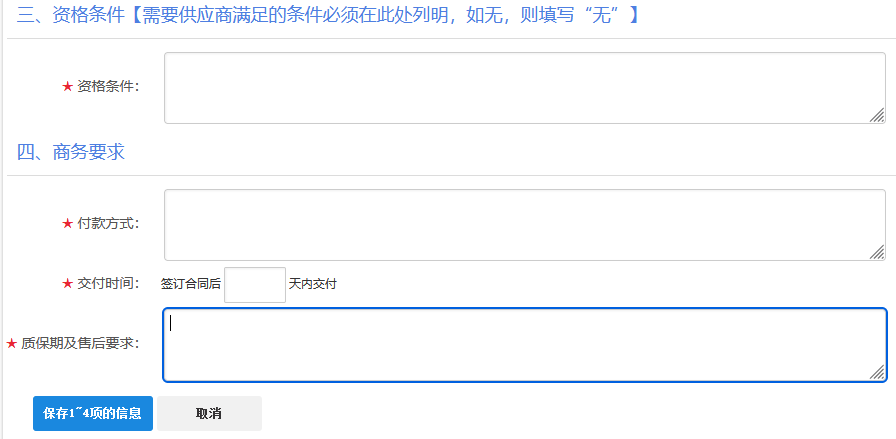 三、资格条件【需要供应商满足的条件必须在此处列明，如无，则填写“无”】
★ 资格条件：
四、商务要求
★ 付款方式：
★ 交付时间： 签订合同后 天内交付
★ 质保期及售后要求：
保存1~4项的信息 取消